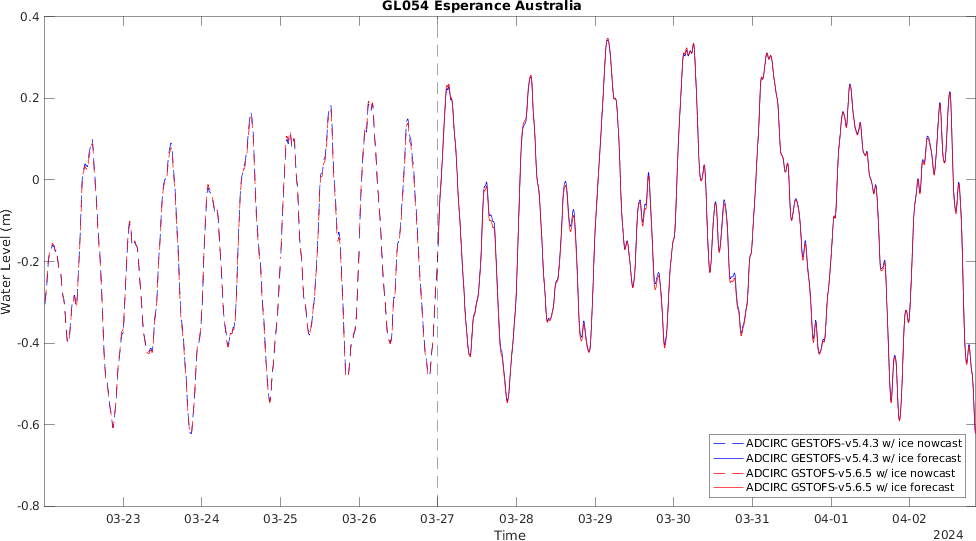 GL054 Esperance Australia
0.4
0.2
0
-0.2
-0.4
-0.6
-0.8
Water Level (m)
ADCIRC GESTOFS-v5.4.3 w/ ice nowcast
ADCIRC GESTOFS-v5.4.3 w/ ice forecast
ADCIRC GSTOFS-v5.6.5 w/ ice nowcast
ADCIRC GSTOFS-v5.6.5 w/ ice forecast
03-23 03-24 03-25 03-26 03-27 03-28 03-29 03-30 03-31 04-01 04-02
Time
2024